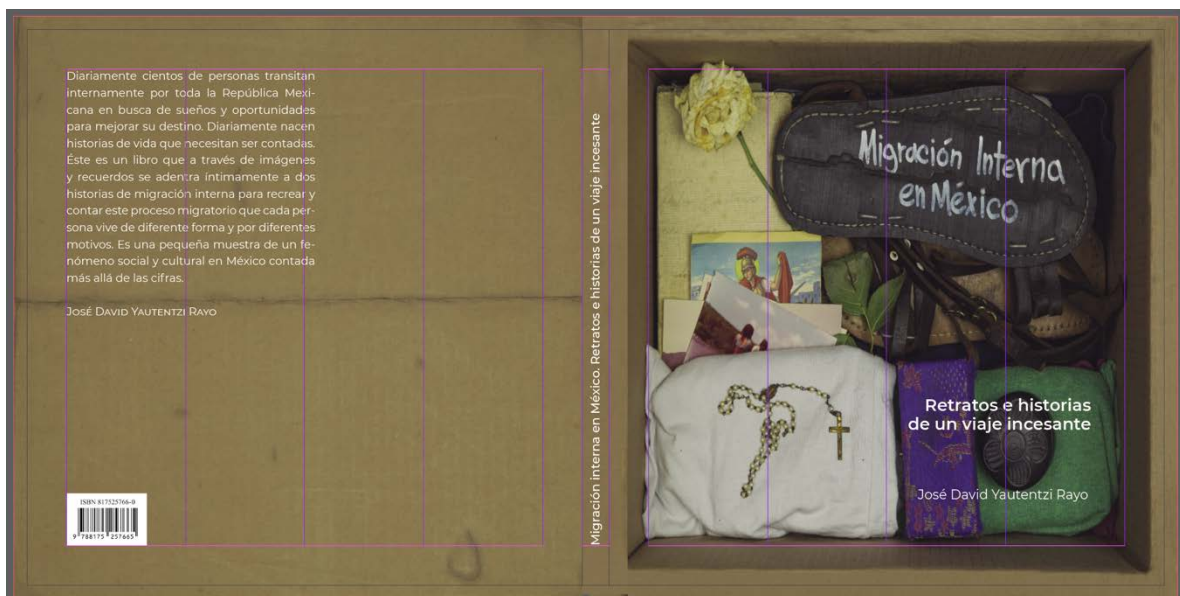 Diariamente cientos de personas transitan
internamente por toda la República Mexi-
cana en busca de sueños y oportunidades
para mejorar su destino. Diariamente nacen
historias de vida que necesitan ser contadas.
Éste es un libro que a través de imágenes
y recuerdos se adentra íntimamente a dos
historias de migración interna para recrear y
contar este proceso migratorio que cada per-
sona vive de diferente forma y por diferentes
motivos. Es una pequeña muestra de un fe-
nómeno social y cultural en México contada
más allá de las cifras.
José David Yautentzi Rayo
ISBN 817525766-0
9 788175 257665
Migración interna en México. Retratos e historias de un viaje incesante
Migración Interna
en México
Retratos e historias
de un viaje incesante
José David Yautentzi Rayo